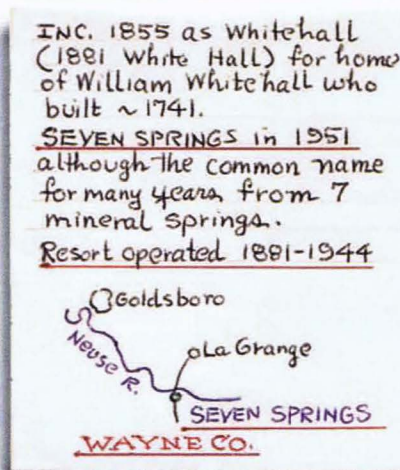 INC. 1855 as Whitehall
(1881 White Hall) for home
of William Whitehall who
built ~1741.
SEVEN SPRINGS in 1951
although the common name
for many years, from 7
mineral springs.
Resort operated 1881-1944
Goldsboro
Neuse R.
La Grange
SEVEN SPRINGS
WAYNE CO.